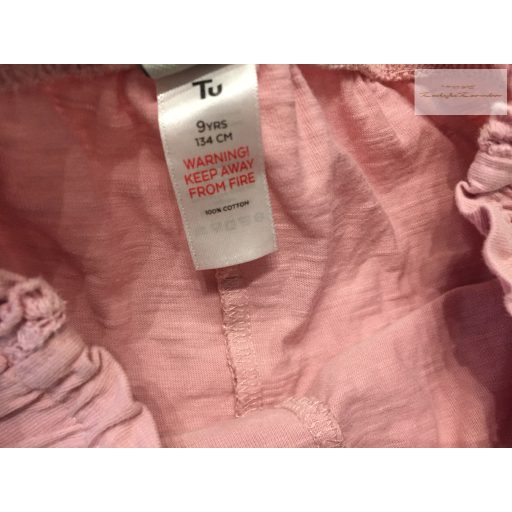 Tu
9YRS
134 CM
WARNING!
KEEP AWAY
FROM FIRE
100% COTTON